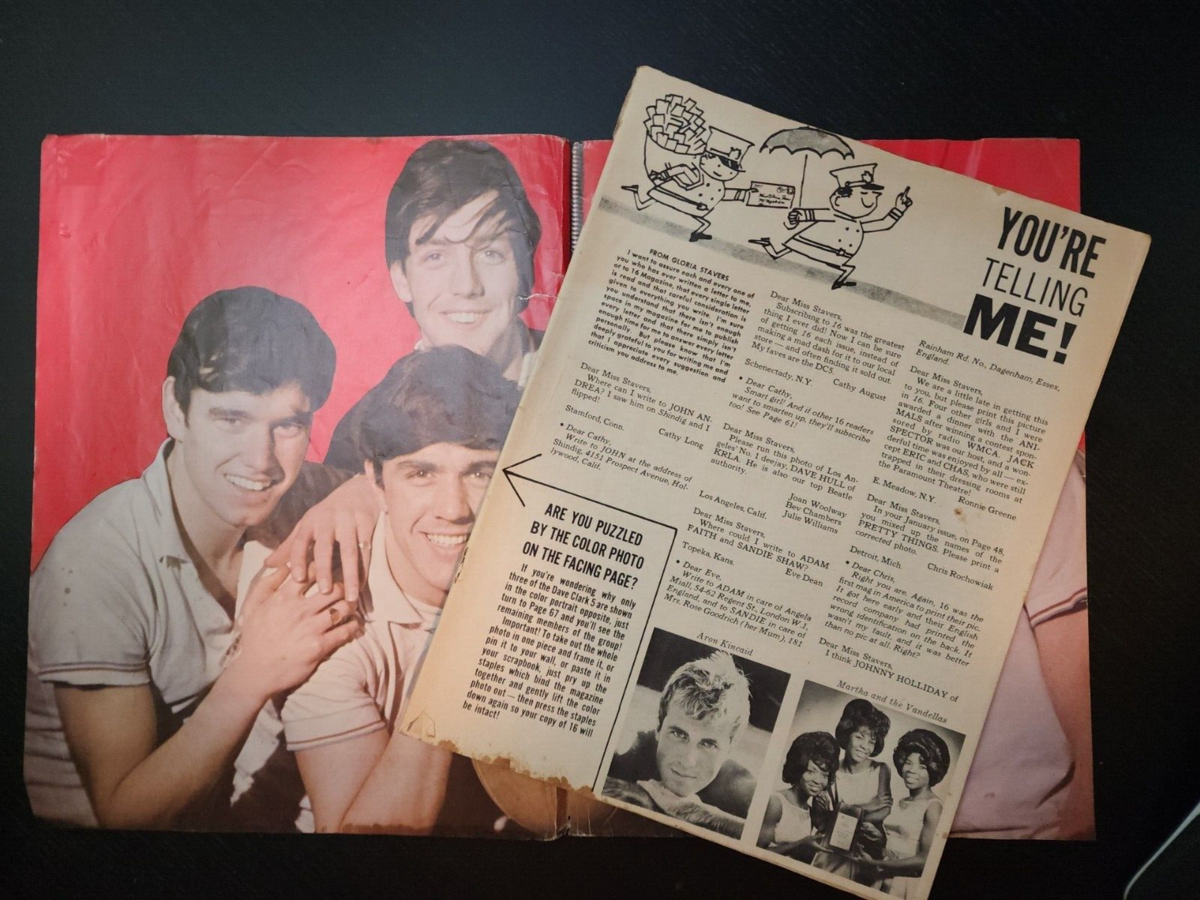 YOU'RE
TELLING
ME!
FROM GLORIA STAVERS
I want to assure each and every one of
you who has ever written a letter to me,
or to 16 Magazine, that every single letter
is read and that careful consideration is
given to everything you write. I'm sure
you understand that there isn't enough
space in my magazine for me to publish
every letter and that there simply isn't
enough time for me to answer every letter
personally. But please know that I'm
deeply grateful to you for writing me and
that I appreciate every suggestion and
criticism you address to me.
Dear Miss Stavers,
Where can I write to JOHN AN-
DREA? I saw him on Shindig and I
flipped!
Cathy Long
Stamford, Conn.
• Dear Cathy,
Write to JOHN at the address of
Shindig, 4151 Prospect Avenue, Hol-
lywood, Calif.
ARE YOU PUZZLED
BY THE COLOR PHOTO
ON THE FACING PAGE?
If you're wondering why only
three of the Dave Clark 5 are shown
in the color portrait opposite, just
turn to Page 67 and you'll see the
remaining members of the group!
Important! To take out the whole
photo in one piece and frame it, or
pin it to your wall, or paste it in
your scrapbook, just pry up the
staples which bind the magazine
together and gently lift the color
photo out—then press the staples
down again so your copy of 16 will
be intact!
Dear Miss Stavers,
Subscribing to 16 was the greatest
thing I ever did! Now I can be sure
of getting 16 each issue, instead of
making a mad dash for it to our local
store—and often finding it sold out.
My faves are the DC5.
Cathy August
Schenectady, N.Y.
• Dear Cathy,
Smart girl! And if other 16 readers
want to smarten up, they'll subscribe
too! See Page 61!
Dear Miss Stavers,
Please run this photo of Los An-
geles' No. 1 deejay, DAVE HULL of
KRLA. He is also our top Beatle
authority.
Joan Woolway
Bev Chambers
Julie Williams
Los Angeles, Calif.
Dear Miss Stavers,
Where could I write to ADAM
FAITH and SANDIE SHAW?
Eve Dean
Topeka, Kans.
• Dear Eve,
Write to ADAM in care of Angela
Miall, 54-62 Regent St., London W.1,
England, and to SANDIE in care of
Mrs. Rose Goodrich (her Mum), 181
Rainham Rd. No., Dagenham, Essex,
England.
Dear Miss Stavers,
We are a little late in getting this
to you, but please print this picture
in 16. Four other girls and I were
awarded a dinner with the ANI-
MALS after winning a contest spon-
sored by radio WMCA. JACK
SPECTOR was our host, and a won-
derful time was enjoyed by all—ex-
cept ERIC and CHAS, who were still
trapped in their dressing rooms at
the Paramount Theatre!
Ronnie Greene
E. Meadow, N.Y.
Dear Miss Stavers,
In your January issue, on Page 48,
you mixed up the names of the
PRETTY THINGS. Please print a
corrected photo.
Chris Rochowiak
Detroit, Mich.
• Dear Chris,
Right you are. Again, 16 was the
first mag in America to print their pic.
It got here early and their English
record company had printed the
wrong identification on the back. It
wasn't my fault, and it was better
than no pic at all. Right?
Dear Miss Stavers,
I think JOHNNY HOLLIDAY of
Aron Kincaid
Martha and the Vandellas